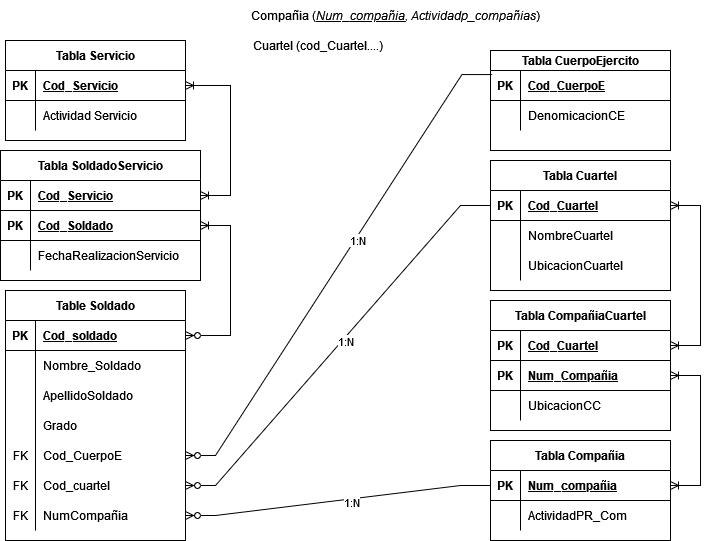 Compañia (Num_compañia, Actividadp_compañias)
Cuartel (cod_Cuartel....)
Tabla Servicio
PK Cod_Servicio
Actividad Servicio
Tabla SoldadoServicio
PK Cod_Servicio
PK Cod_Soldado
FechaRealizacionServicio
Table Soldado
PK Cod_soldado
Nombre_Soldado
ApellidoSoldado
Grado
FK Cod_CuerpoE
FK Cod_cuartel
FK NumCompañia
1:N
1:N
1:N
Tabla CuerpoEjercito
PK Cod_CuerpoE
DenomicacionCE
Tabla Cuartel
PK Cod_Cuartel
NombreCuartel
UbicacionCuartel
Tabla CompañiaCuartel
PK Cod_Cuartel
PK Num_Compañia
UbicacionCC
Tabla Compañia
PK Num_compañia
ActividadPR_Com